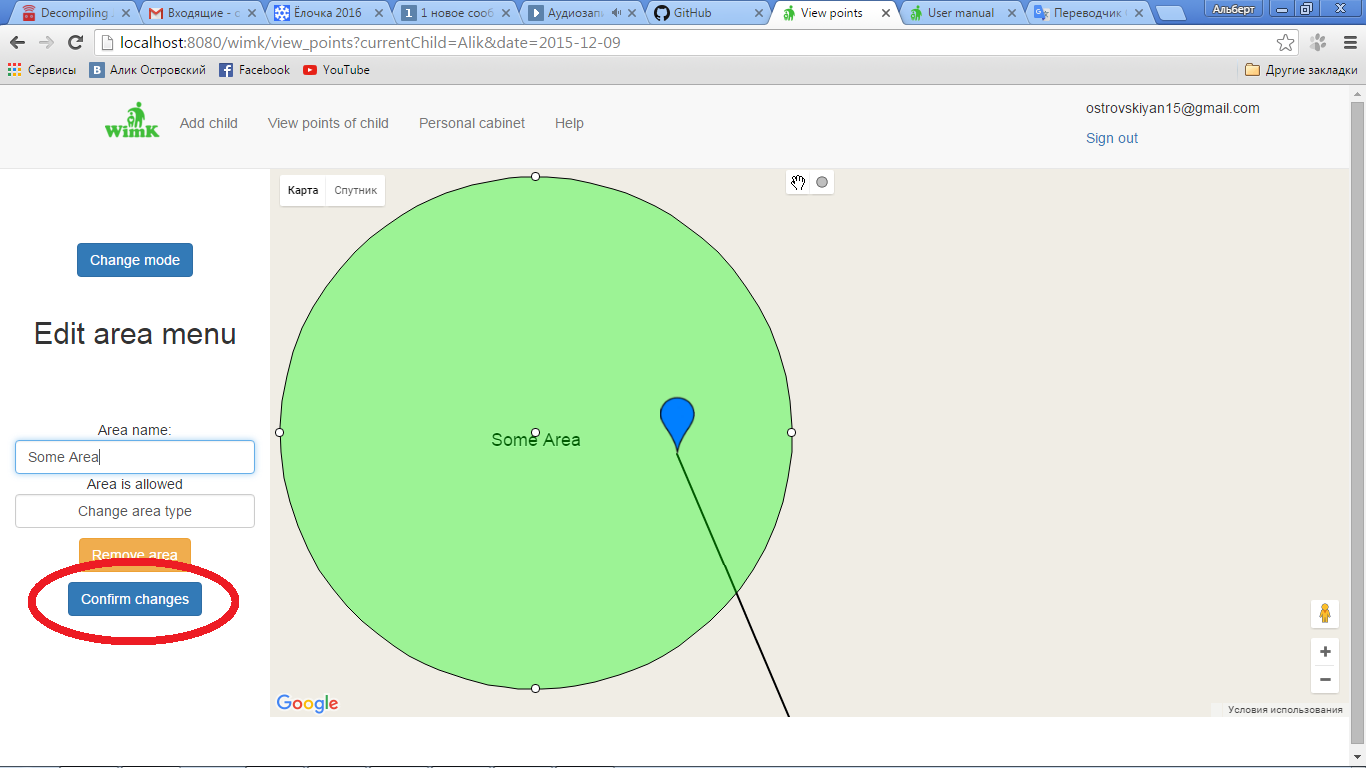 Decompiling
Входящие - o
Ёлочка 2016
1 новое сооб
Аудиозапи
GitHub
View points
User manual
Переводчик
Альберт
localhost:8080/wimk/view_points?currentChild=Alik&date=2015-12-09
Сервисы
Алик Островский
Facebook
YouTube
Другие закладки
WimK
Add child
View points of child
Personal cabinet
Help
ostrovskiyan15@gmail.com
Sign out
Карта
Спутник
Change mode
Edit area menu
Area name:
Some Area
Area is allowed
Change area type
Remove area
Confirm changes
Some Area
Google
Условия использования